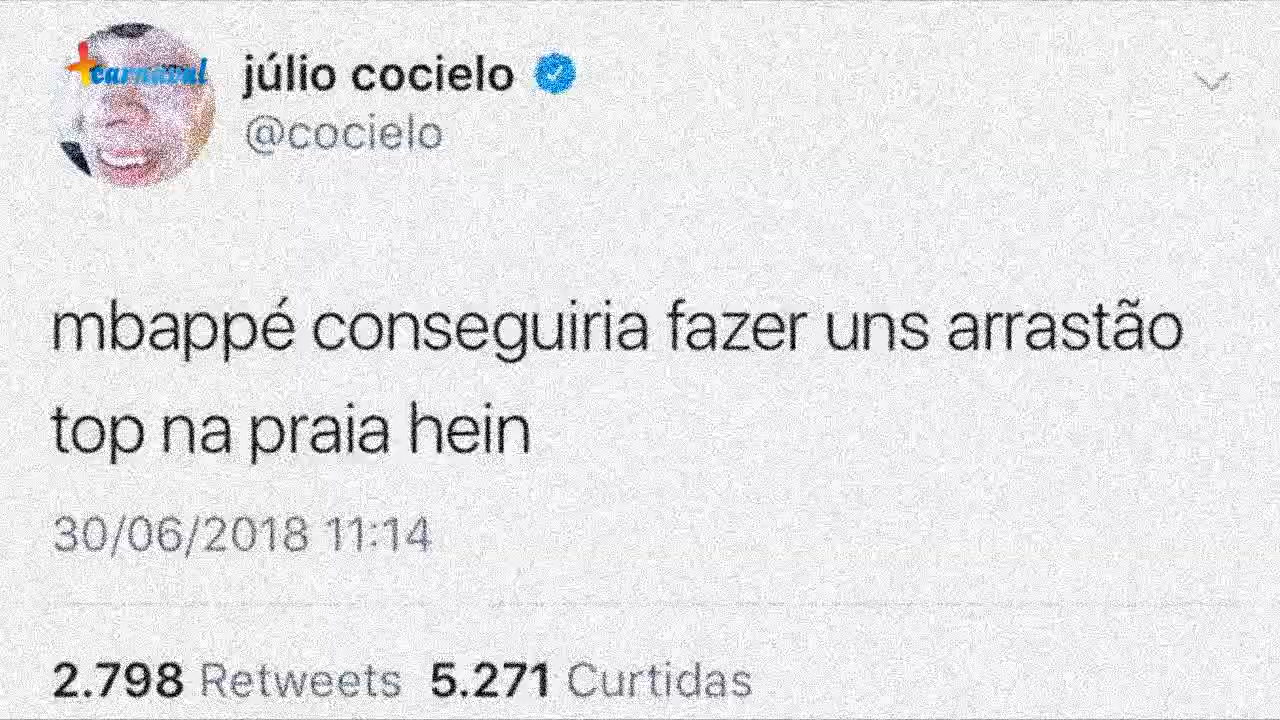 +carnaval
júlio cocielo
@cocielo
mbappé conseguiria fazer uns arrastão
top na praia hein
30/06/2018 11:14
2.798 Retweets 5.271 Curtidas